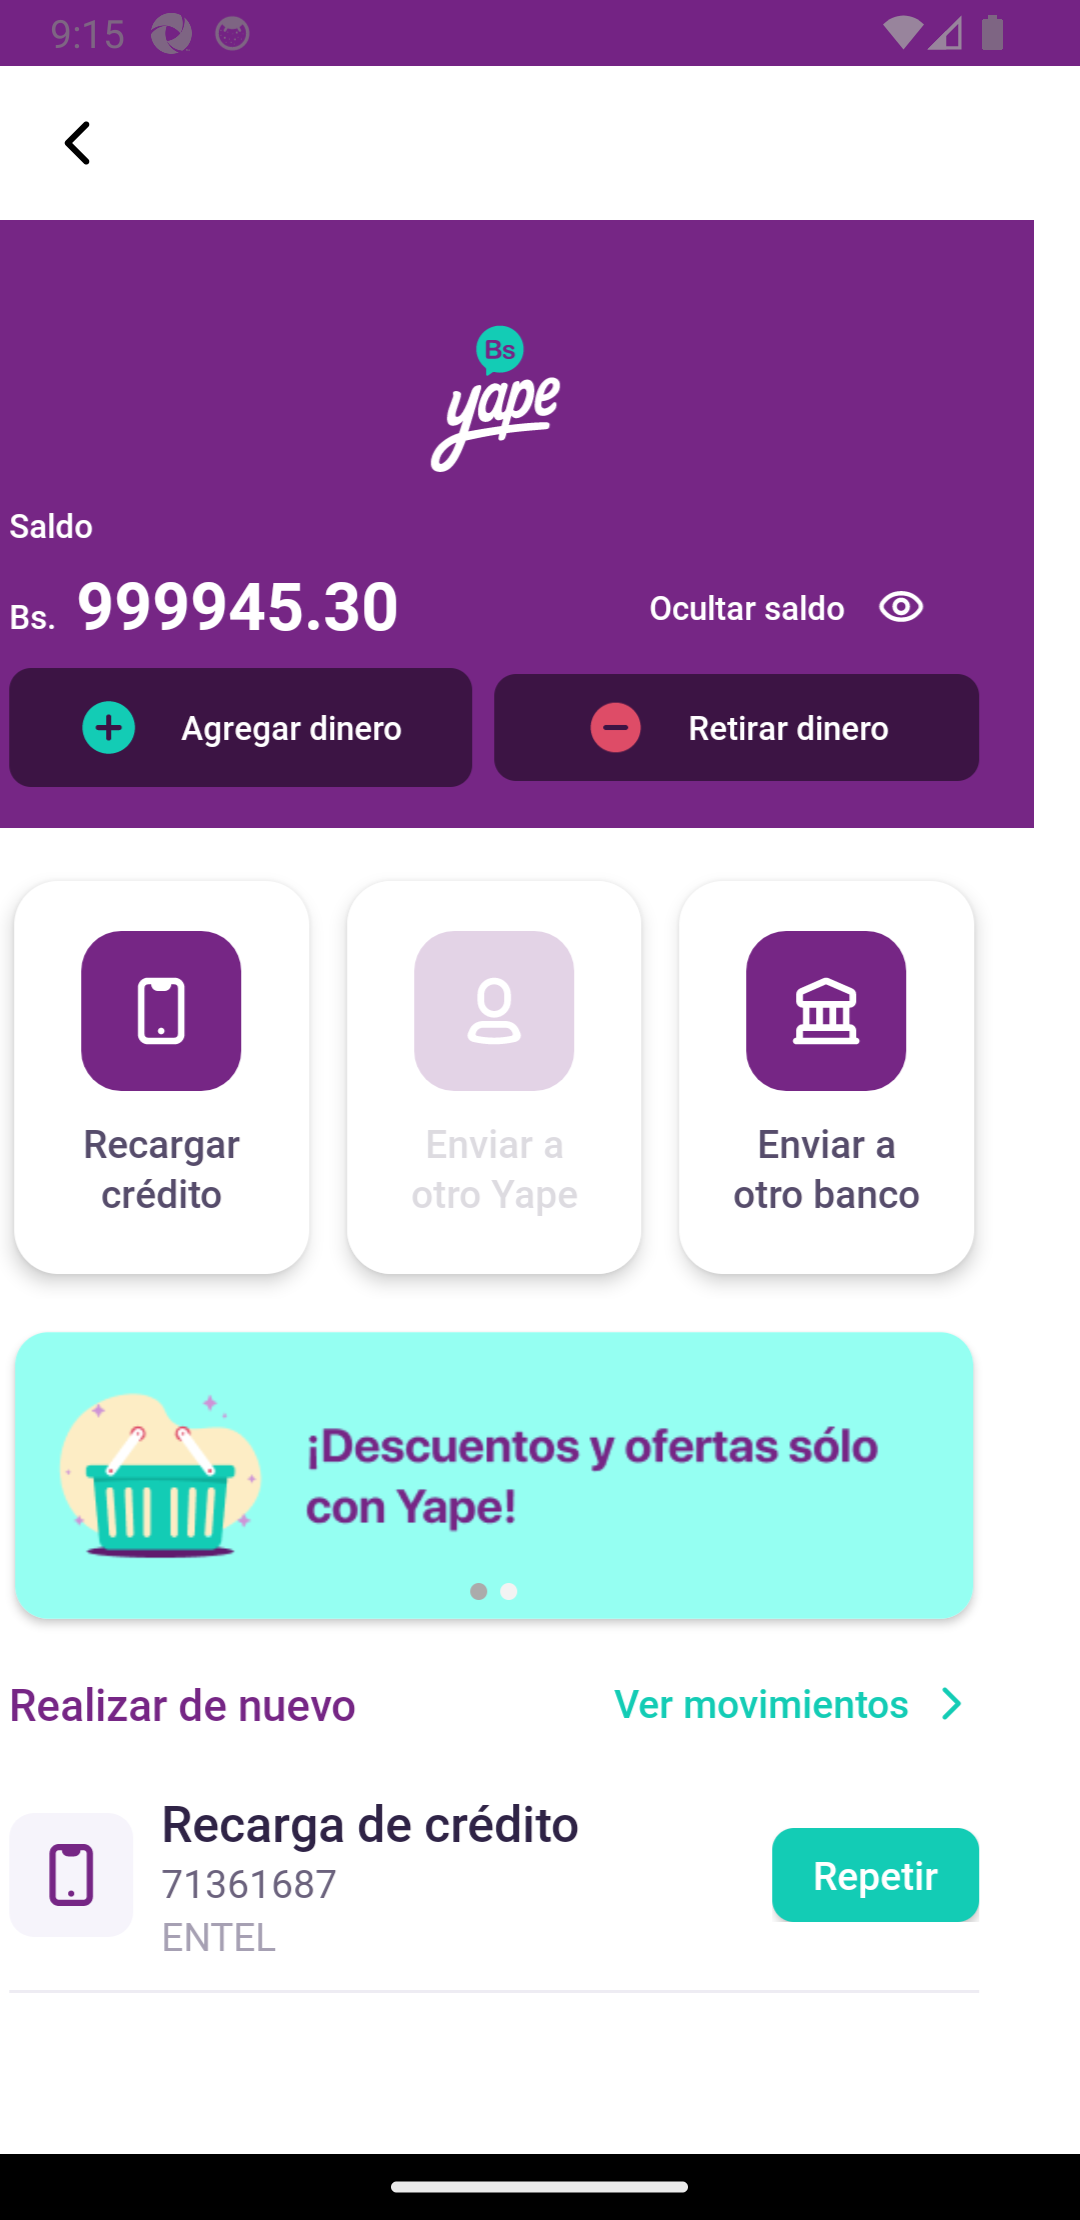 9:15
Bs
yape
Saldo
Bs. 999945.30
Ocultar saldo
Agregar dinero
Retirar dinero
Recargar
crédito
Enviar a
otro Yape
Enviar a
otro banco
¡Descuentos y ofertas sólo
con Yape!
Realizar de nuevo
Ver movimientos
Recarga de crédito
71361687
ENTEL
Repetir